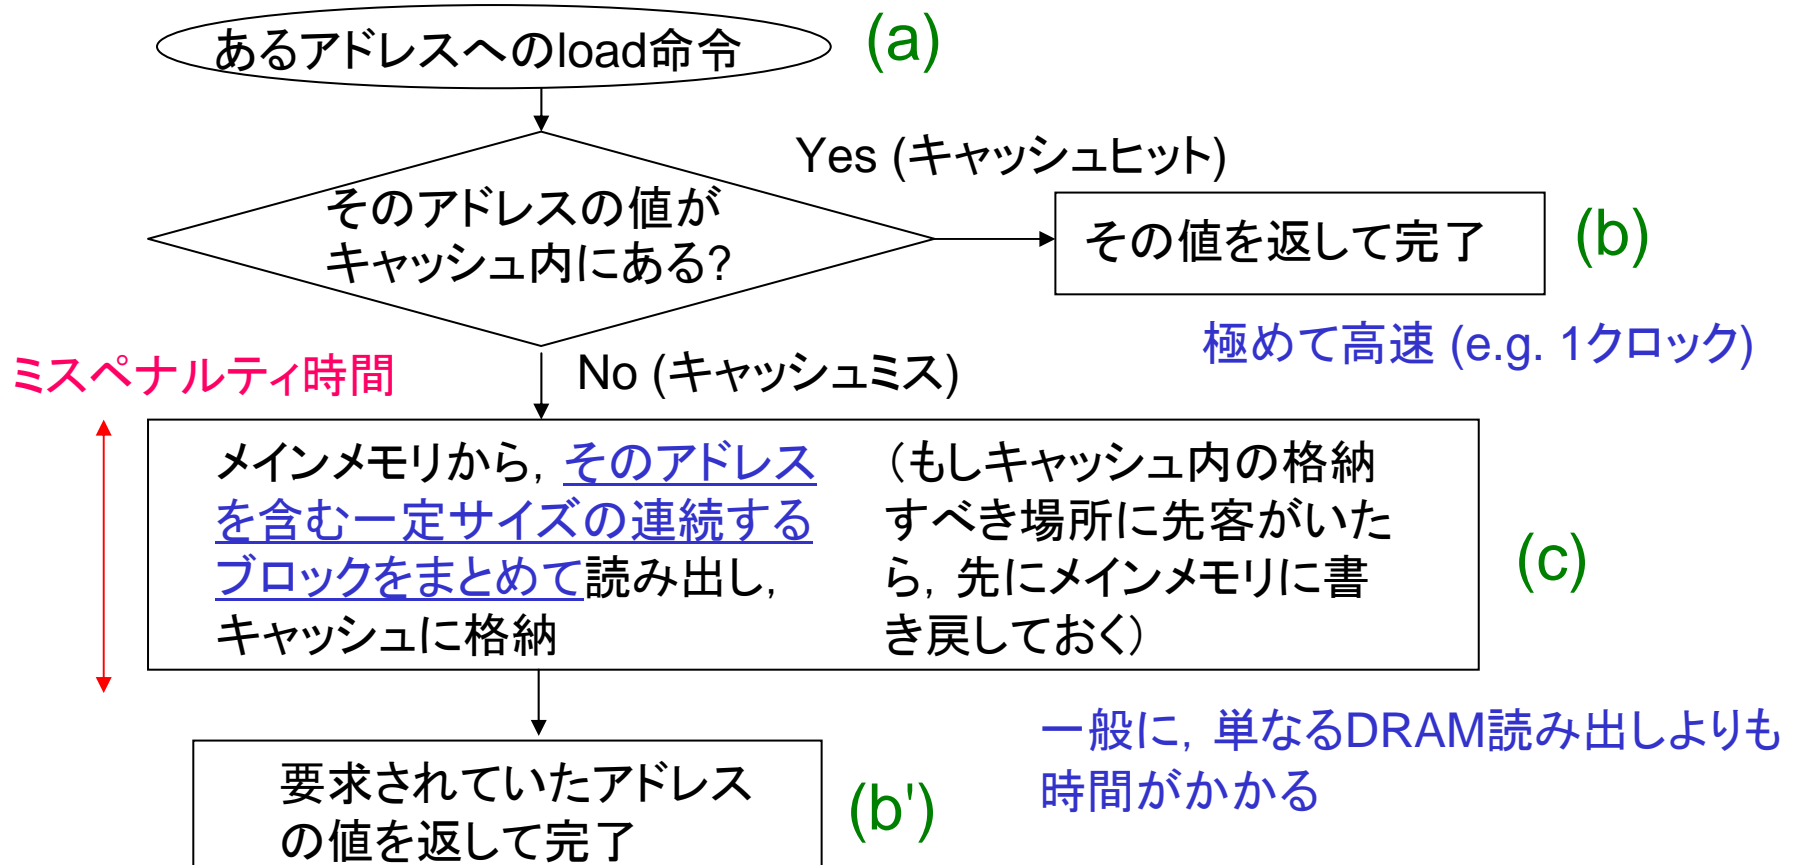 あるアドレスへのload命令
(a)
Yes (キャッシュヒット)
そのアドレスの値が
キャッシュ内にある?
その値を返して完了
(b)
極めて高速 (e.g. 1クロック)
ミスペナルティ時間
No (キャッシュミス)
メインメモリから, そのアドレス
を含む一定サイズの連続する
ブロックをまとめて読み出し,
キャッシュに格納
（もしキャッシュ内の格納
すべき場所に先客がいた
ら, 先にメインメモリに書
き戻しておく）
(c)
一般に, 単なるDRAM読み出しよりも
時間がかかる
要求されていたアドレス
の値を返して完了
(b')